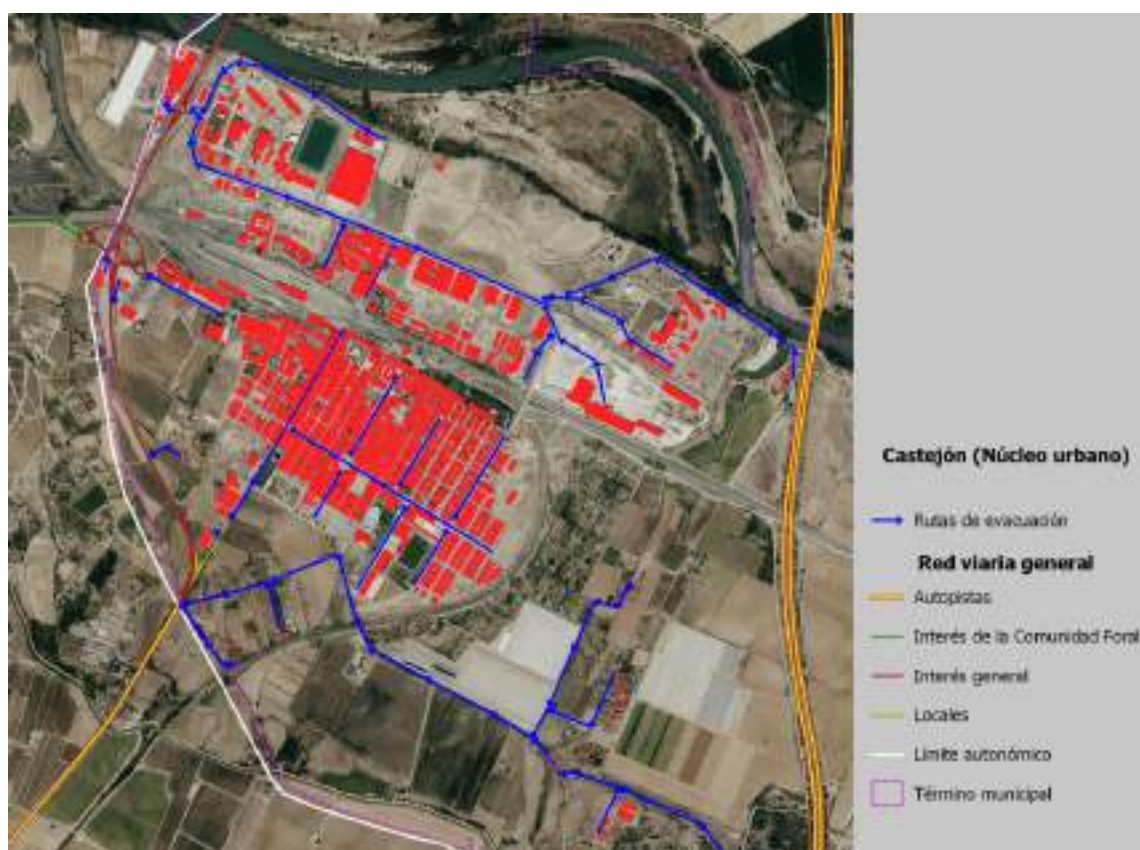 Castejón (Núcleo urbano)
Rutas de evacuación
Red viaria general
Autopistas
Interés de la Comunidad Foral
Interés general
Locales
Límite autonómico
Término municipal